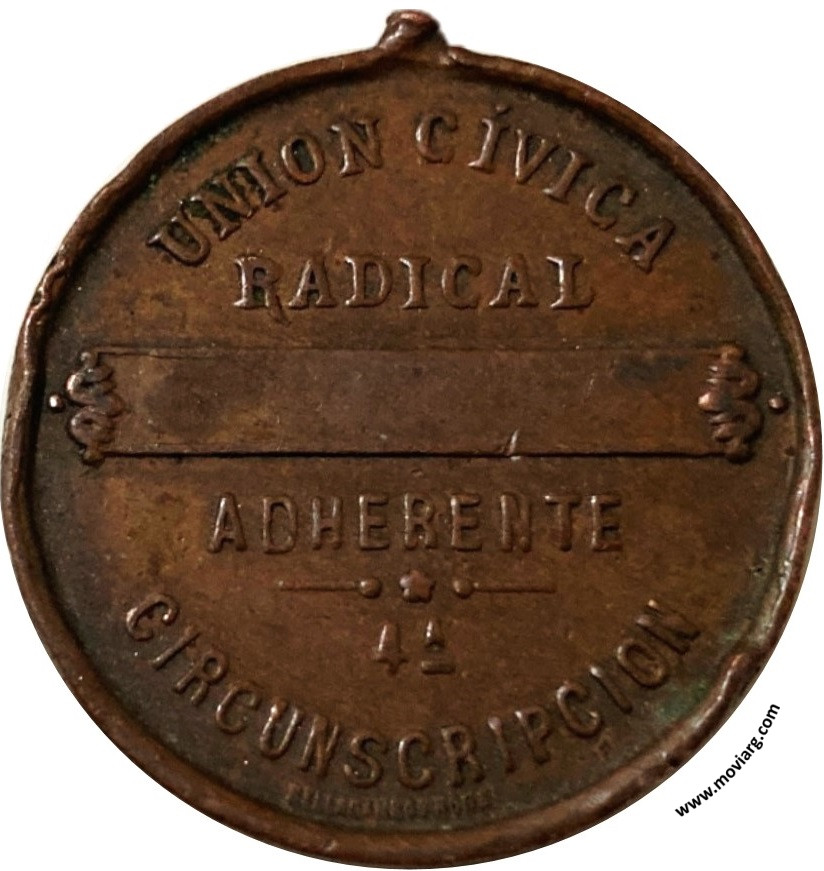 UNION CÍVICA
RADICAL
ADHERENTE
4A
CIRCUNSCRIPCION
www.moviarg.com